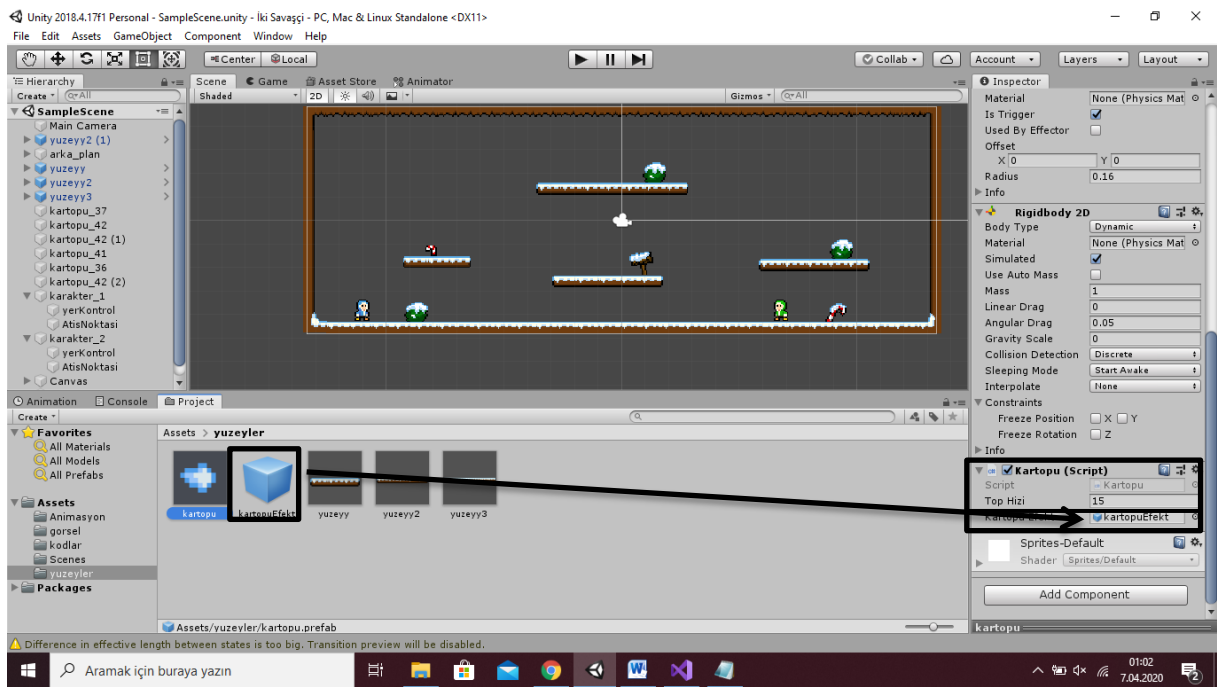 Unity 2018.4.17f1 Personal - SampleScene.unity - İki Savaşçi - PC, Mac & Linux Standalone <DX11>
File Edit Assets GameObject Component Window Help
Center Local Collab Account Layers Layout
Hierarchy
Create All
SampleScene
Main Camera
yuzeyy2 (1)
arka_plan
yuzeyy
yuzeyy2
yuzeyy3
kartopu_37
kartopu_42
kartopu_42 (1)
kartopu_41
kartopu_36
kartopu_42 (2)
karakter_1
yerKontrol
AtisNoktasi
karakter_2
yerKontrol
AtisNoktasi
Canvas
Scene Game Asset Store Animator
Shaded 2D Gizmos All
Inspector
Material None (Physics Mat
Is Trigger
Used By Effector
Offset
X 0 Y 0
Radius 0.16
Info
Rigidbody 2D
Body Type Dynamic
Material None (Physics Mat
Simulated
Use Auto Mass
Mass 1
Linear Drag 0
Angular Drag 0.05
Gravity Scale 0
Collision Detection Discrete
Sleeping Mode Start Awake
Interpolate None
Constraints
Freeze Position X Y
Freeze Rotation Z
Info
Kartopu (Script)
Script Kartopu
Top Hizi 15
kartopuEfekt
Sprites-Default
Shader Sprites/Default
Add Component
kartopu
Animation Console Project
Create
Favorites
All Materials
All Models
All Prefabs
Assets
Animasyon
gorsel
kodlar
Scenes
yuzeyler
Packages
Assets > yuzeyler
kartopu kartopuEfekt yuzeyy yuzeyy2 yuzeyy3
Assets/yuzeyler/kartopu.prefab
Difference in effective length between states is too big. Transition preview will be disabled.
Aramak için buraya yazın
01:02
7.04.2020
2